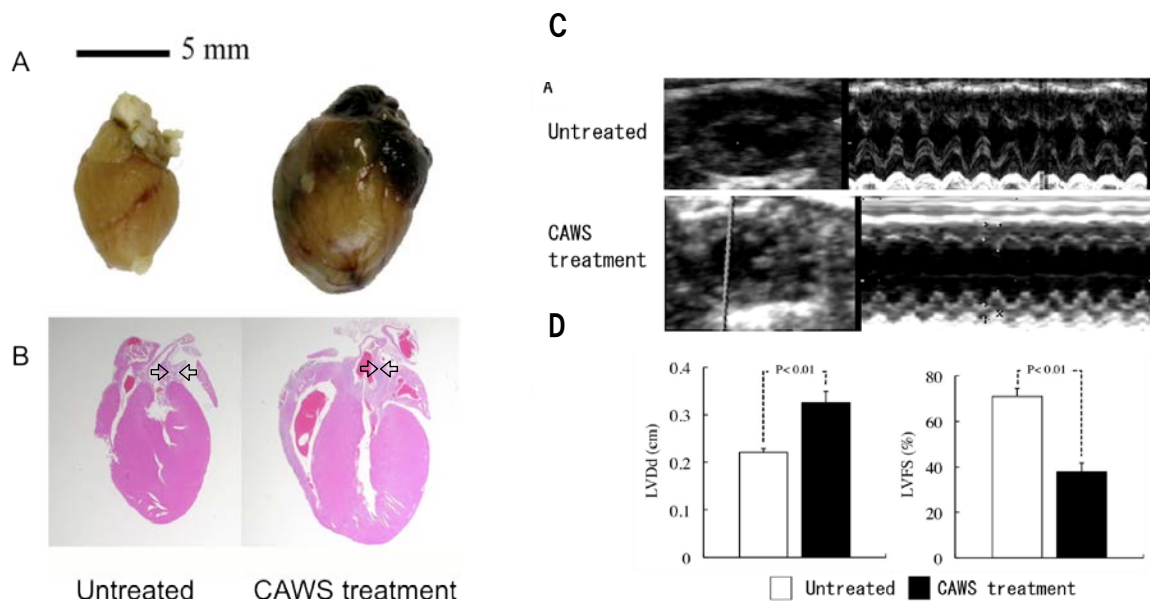 A
5 mm
B
Untreated
CAWS treatment
C
A
Untreated
CAWS
treatment
D
P< 0.01
0.4
0.3
0.2
0.1
0
LVDd (cm)
P< 0.01
80
60
40
20
0
LVFS (%)
Untreated
CAWS treatment